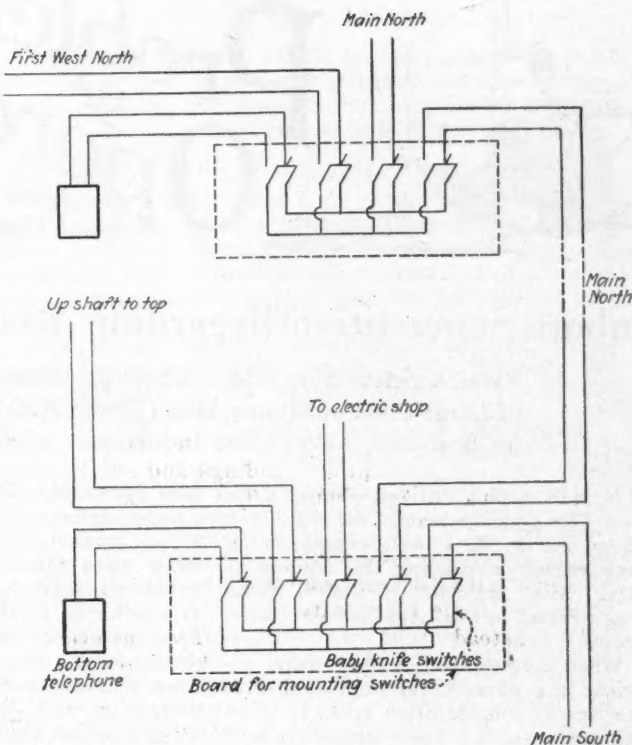 Main North
First West North
Main
North
Up shaft to top
To electric shop
Baby knife switches
Board for mounting switches
Bottom
telephone
Main South